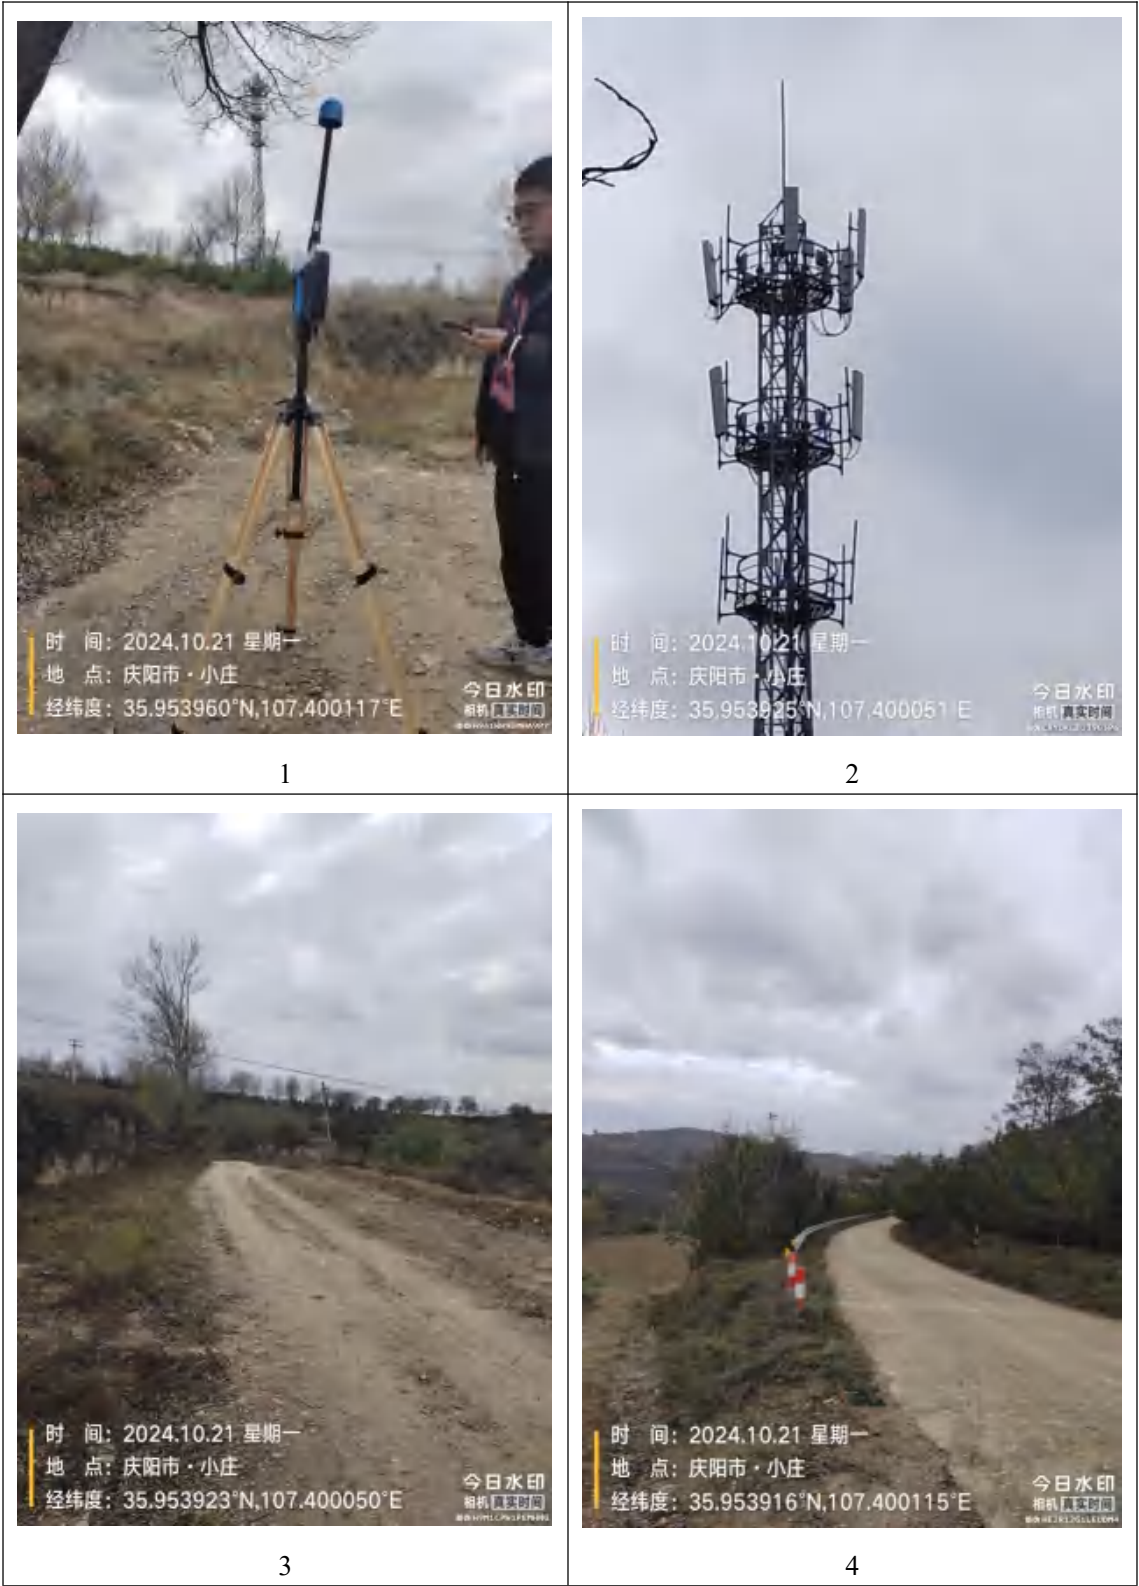 时 间：2024.10.21 星期一
地 点：庆阳市·小庄
经纬度：35.953960°N,107.400117°E
今日水印
相机 真实时间
1
时 间：2024.10.21 星期一
地 点：庆阳市·小庄
经纬度：35.953925°N,107.400051°E
今日水印
相机 真实时间
2
时 间：2024.10.21 星期一
地 点：庆阳市·小庄
经纬度：35.953923°N,107.400050°E
今日水印
相机 真实时间
3
时 间：2024.10.21 星期一
地 点：庆阳市·小庄
经纬度：35.953916°N,107.400115°E
今日水印
相机 真实时间
4